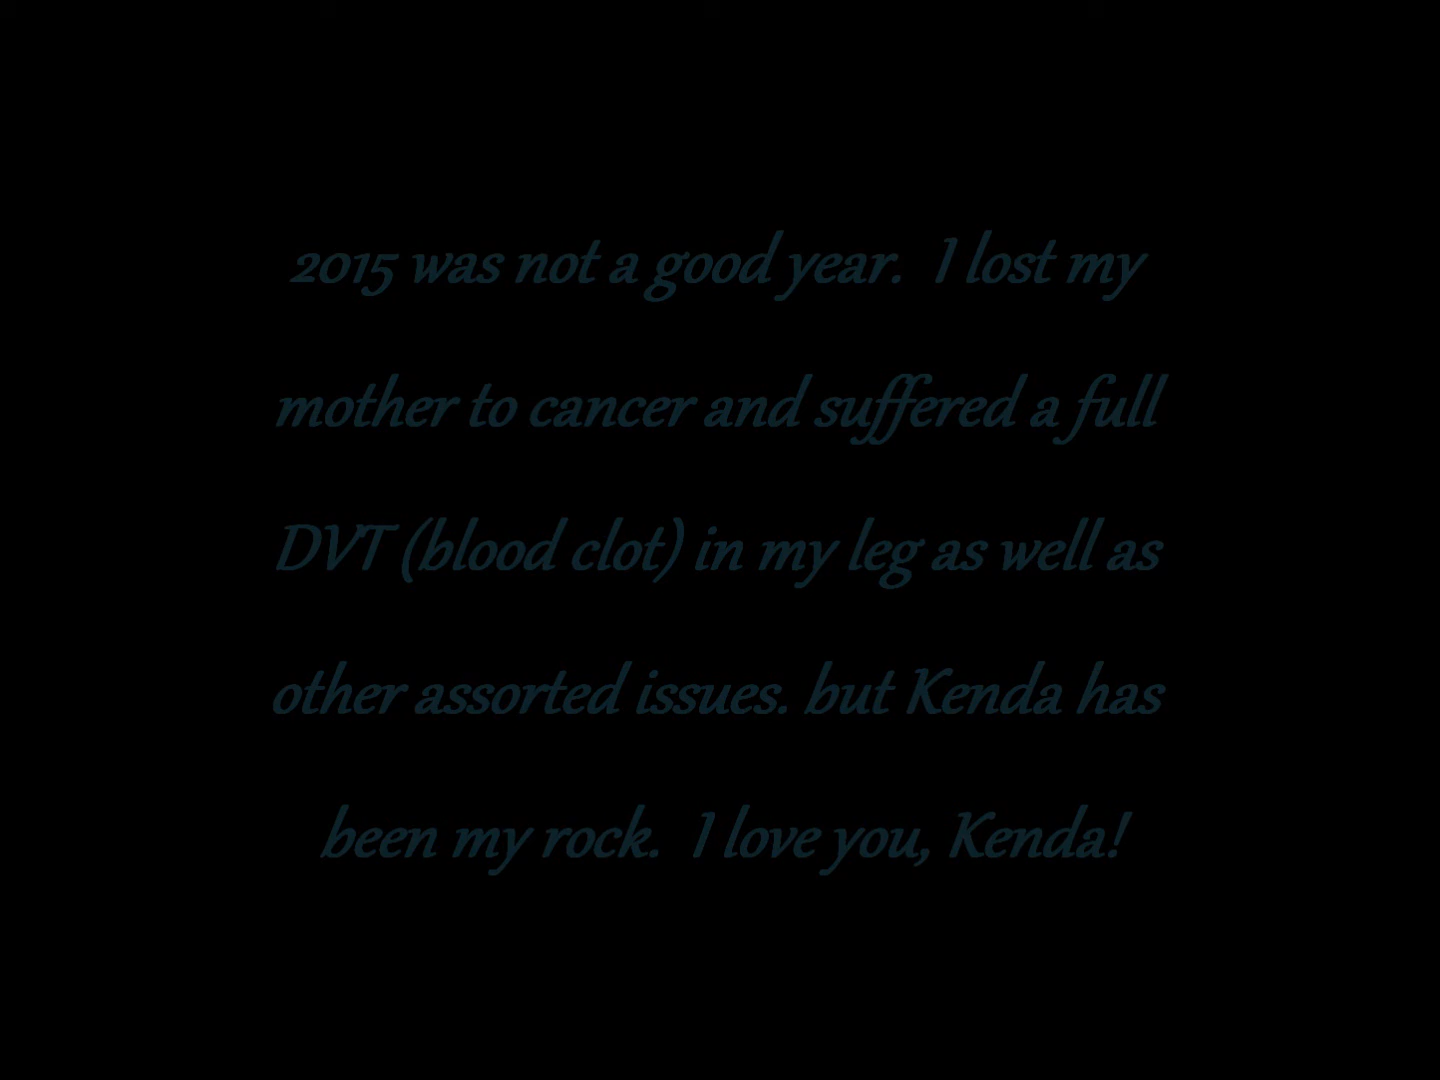 2015 was not a good year.  I lost my
mother to cancer and suffered a full
DVT (blood clot) in my leg as well as
other assorted issues. but Kenda has
been my rock.  I love you, Kenda!